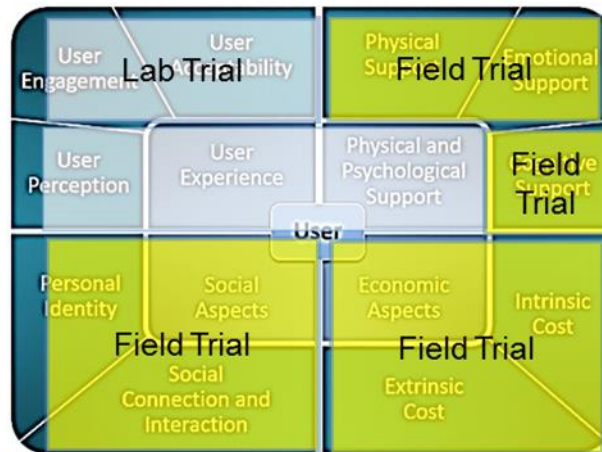 User
Engagement
User
Acceptability
Lab Trial
Physical
Support
Emotional
Support
Field Trial
User
Perception
User
Experience
Physical and
Psychological
Support
Support
Field
Trial
User
Personal
Identity
Social
Aspects
Economic
Aspects
Intrinsic
Cost
Field Trial
Field Trial
Social
Connection and
Interaction
Extrinsic
Cost